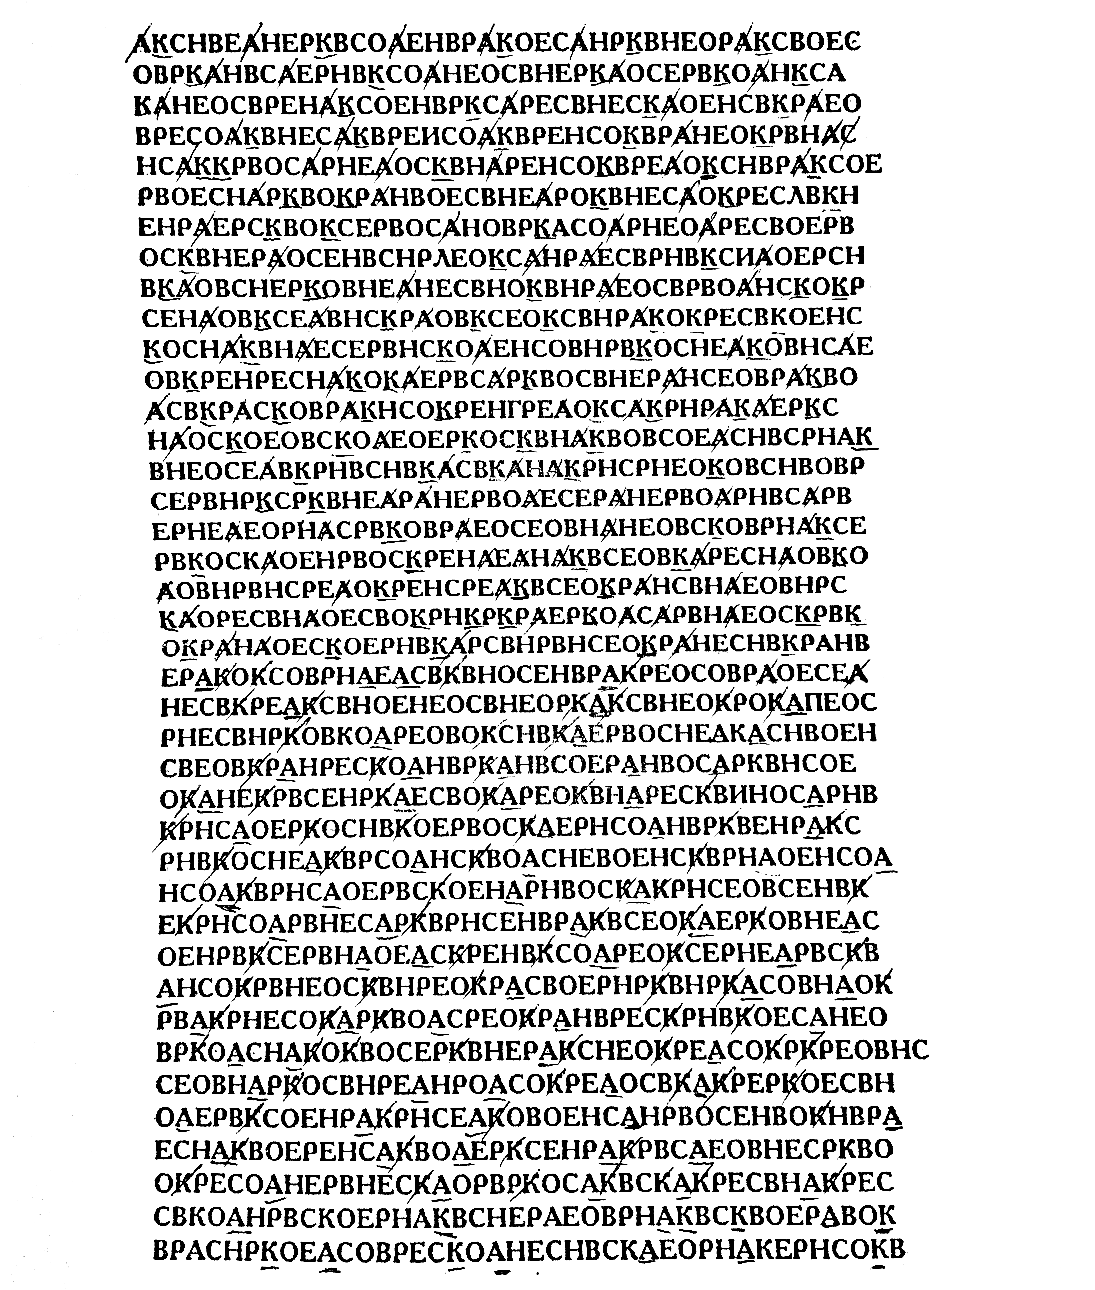 АКСНВЕАНЕРКВСОАЕНВРАКОЕСАНРКВНЕОРАКСВОЕС
ОВРКАНВСАЕРНВКСОАНЕОСВНЕРКАОСЕРВКОАНКСА
КАНЕОСВРЕНАКСОЕНВРКСАРЕСВНЕСКАОЕНСВКРАЕО
ВРЕСОАКВНЕСАКВРЕИСОАКВРЕНСОКВРАНЕОКРВНАС
НСАККРВОСАРНЕАОСКВНАРЕНСОКВРЕАОКСНВРАКСОЕ
РВОЕСНАРКВОКРАНВОЕСВНЕАРОКВНЕСАОКРЕСЛВКН
ЕНРАЕРСКВОКСЕРВОСАНОВРКАСОАРНЕОАРЕСВОЕРВ
ОСКВНЕРАОСЕНВСНРЛЕОКСАНРАЕСВРНВКСИАОЕРСН
ВКАОВСНЕРКОВНЕАНЕСВНОКВНРАЕОСВРВОАНСКОКР
СЕНАОВКСЕАВНСКРАОВКСЕОКСВНРАКОКРЕСВКОЕНС
КОСНАКВНАЕСЕРВНСКОАЕНСОВНРВКОСНЕАКОВНСАЕ
ОВКРЕНРЕСНАКОКАЕРВСАРКВОСВНЕРАНСЕОВРАКВО
АСВКРАСКОВРАКНСОКРЕНГРЕАОКСАКРНРАКАЕРКС
НАОСКОЕОВСКОАЕОЕРКОСКВНАКВОВСОЕАСНВСРНАК
ВНЕОСЕАВКРНВСНВКАСВКАНАКРНСРНЕОКОВСНВОВР
СЕРВНРКСРКВНЕАРАНЕРВОАЕСЕРАНЕРВОАРНВСАРВ
ЕРНЕАЕОРНАСРВКОВРАЕОСЕОВНАНЕОВСКОВРНАКСЕ
РВКОСКАОЕНРВОСКРЕНАЕАНАКВСЕОВКАРЕСНАОВКО
АОВНРВНСРЕАОКРЕНСРЕАКВСЕОКРАНСВНАЕОВНРС
КАОРЕСВНАОЕСВОКРНКРКРАЕРКОАСАРВНАЕОСКРВК
ОКРАНАОЕСКОЕРНВКАРСВНРВНСЕОКРАНЕСНВКРАНВ
ЕРАКОКСОВРНАЕАСВКВНОСЕНВРАКРЕОСОВРАОЕСЕА
НЕСВКРЕАКСВНОЕНЕОСВНЕОРКАКСВНЕОКРОКАПЕОС
РНЕСВНРКОВКОАРЕОВОКСНВКАЕРВОСНЕАКАСНВОЕН
СВЕОВКРАНРЕСКОАНВРКАНВСОЕРАНВОСАРКВНСОЕ
ОКАНЕКРВСЕНРКАЕСВОКАРЕОКВНАРЕСКВИНОСАРНВ
КРНСАОЕРКОСНВКОЕРВОСКАЕРНСОАНВРКВЕНРАКС
РНВКОСНЕАКВРСОАНСКВОАСНЕВОЕНСКВРНАОЕНСОА
НСОАКВРНСАОЕРВСКОЕНАРНВОСКАКРНСЕОВСЕНВК
ЕКРНСОАРВНЕСАРКВРНСЕНВРАКВСЕОКАЕРКОВНЕАС
ОЕНРВКСЕРВНАОЕАСКРЕНВКСОАРЕОКСЕРНЕАРВСКВ
АНСОКРВНЕОСКВНРЕОКРАСВОЕРНРКВНРКАСОВНАОК
РВАКРНЕСОКАРКВОАСРЕОКРАНВРЕСКРНВКОЕСАНЕО
ВРКОАСНАКОКВОСЕРКВНЕРАКСНЕОКРЕАСОКРКРЕОВНС
СЕОВНАРКОСВНРЕАНРОАСОКРЕАОСВКАКРЕРКОЕСВН
ОАЕРВКСОЕНРАКРНСЕАКОВОЕНСАНРВОСЕНВОКНВРА
ЕСНАКВОЕРЕНСАКВОАЕРКСЕНРАКРВСАЕОВНЕСРКВО
ОКРЕСОАНЕРВНЕСКАОРВРКОСАКВСКАКРЕСВНАКРЕС
СВКОАНРВСКОЕРНАКВСНЕРАЕОВРНАКВСКВОЕРАВОК
ВРАСНРКОЕАСОВРЕСКОАНЕСНВСКАЕОРНАКЕРНСОКВ